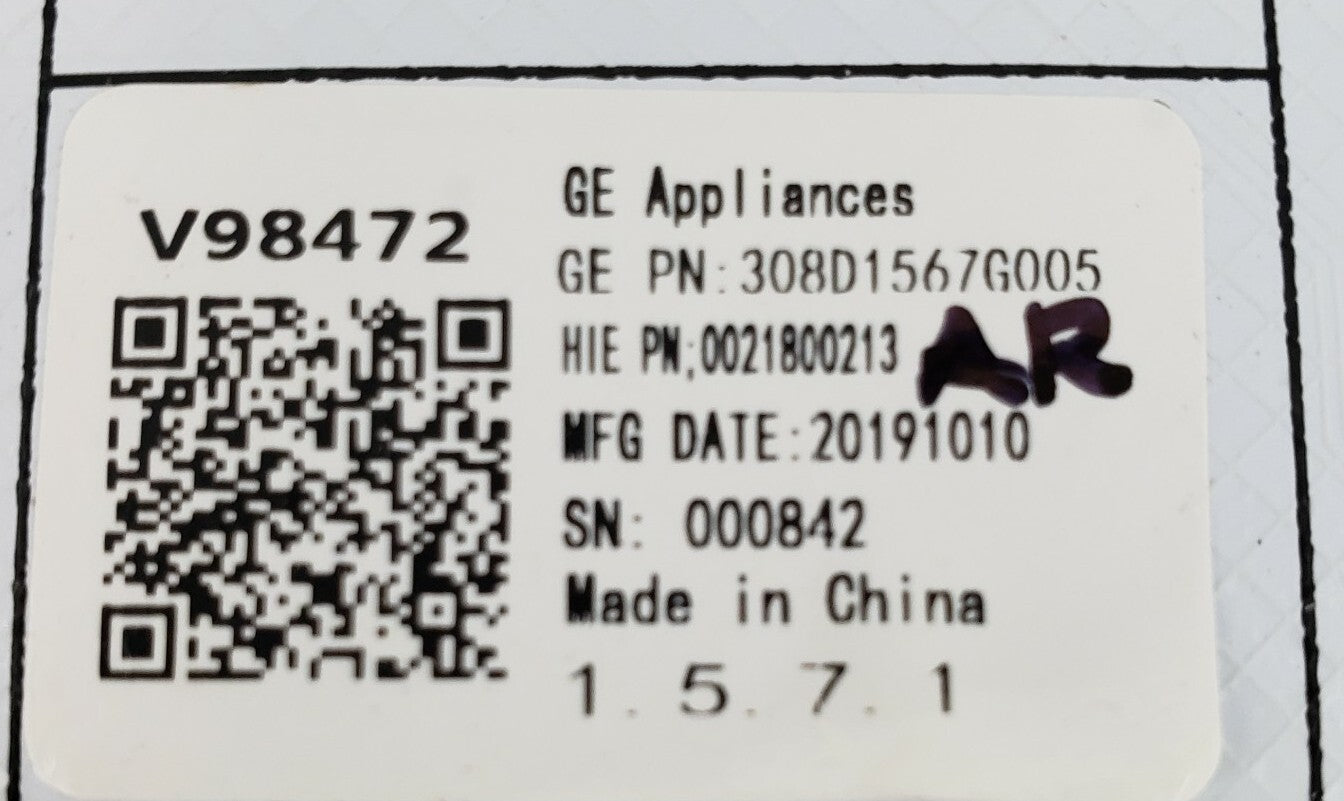 V98472
GE Appliances
GE PN:308D1567G005
HIE PN;0021800213 AR
MFG DATE:20191010
SN: 000842
Made in China
1.5.7.1